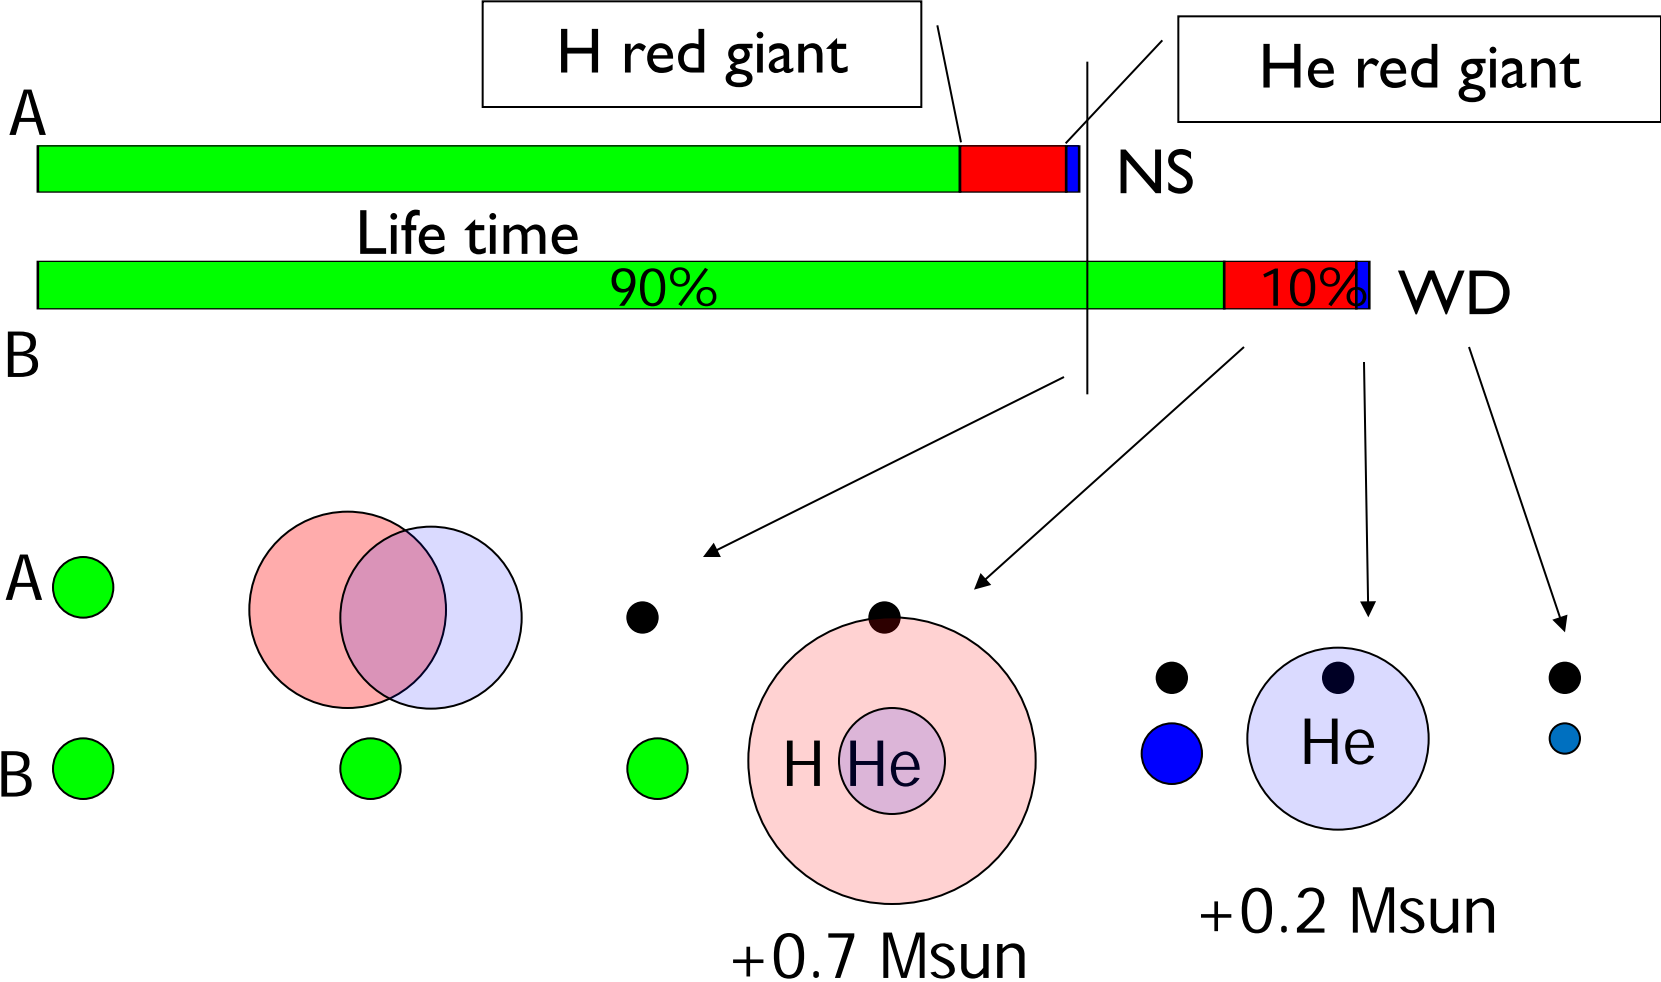 H red giant
He red giant
A
NS
Life time
90%
10%
WD
B
A
B
H He
He
+0.2 Msun
+0.7 Msun